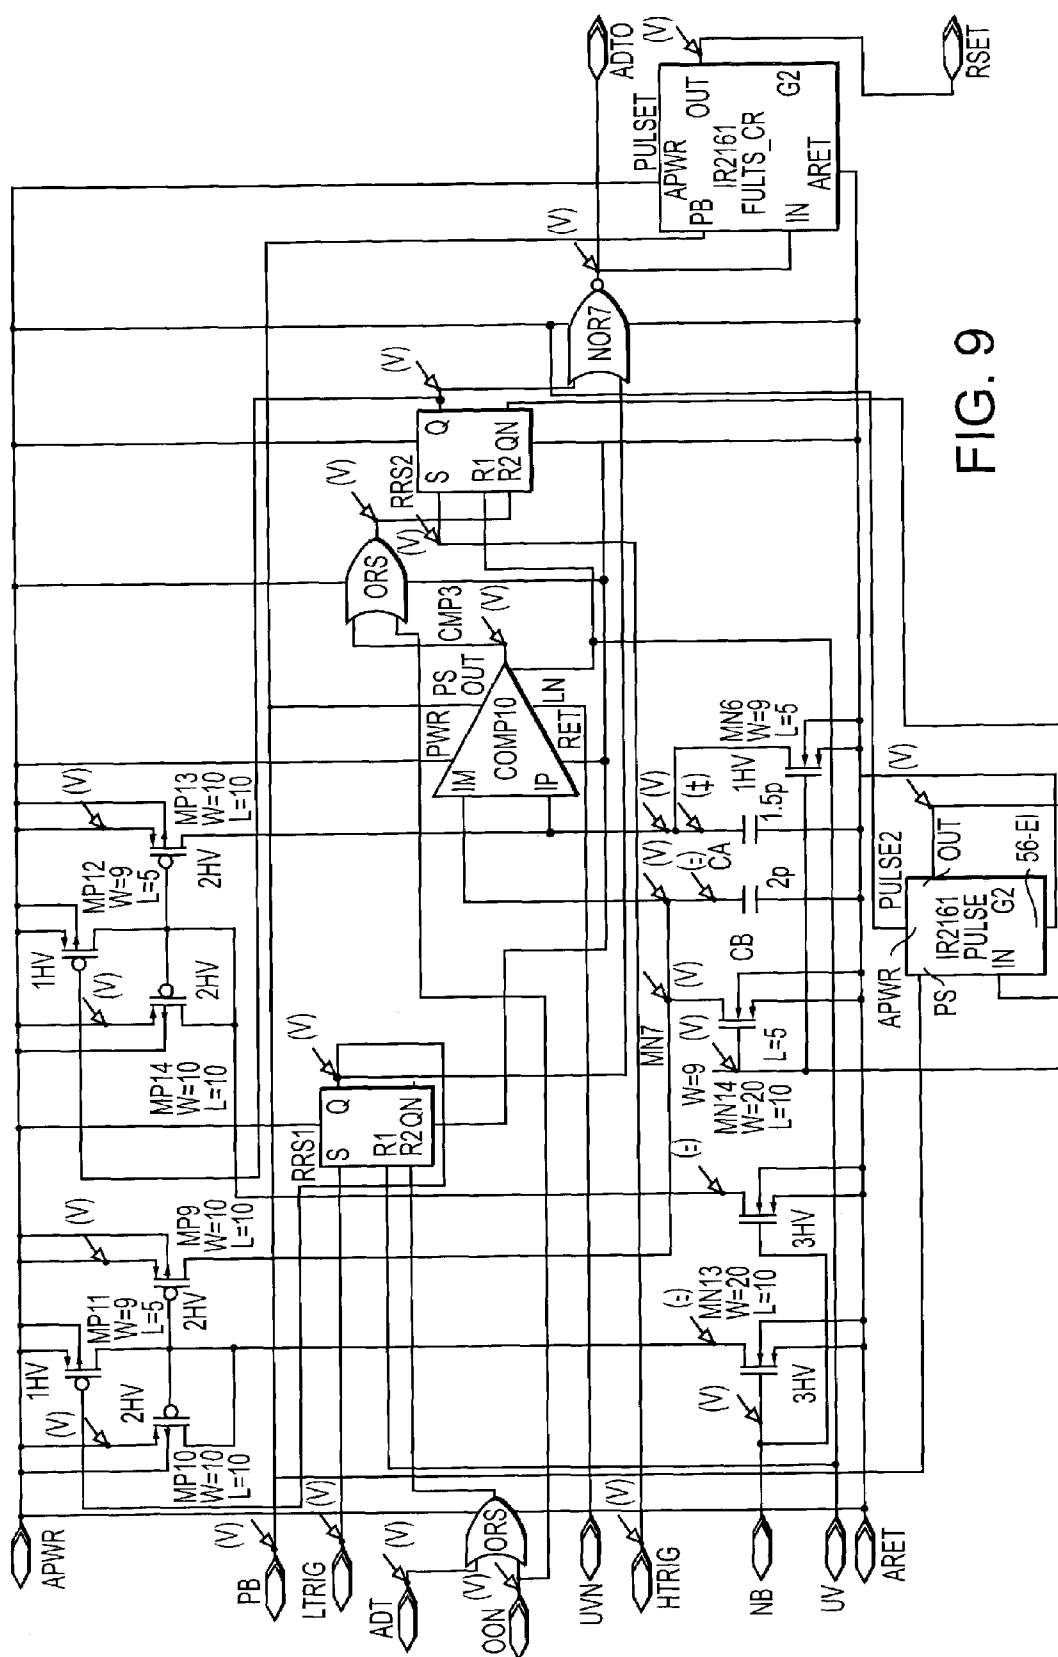 APWR
PB
LTRIG
ADT
OON
UVN
HTRIG
NB
UV
ARET
(V)
(V)
(V)
(V)
(V)
(V)
1HV
MP11
W=9
L=5
2HV
MP10
W=10
L=10
(V)
MP9
W=10
L=10
2HV
ORS
(=)
MN13
W=20
L=10
3HV
(=)
3HV
MN14
W=20
L=10
1HV
MP12
W=9
L=5
(V)
MP14
W=10
L=10
2HV
(V)
MP13
W=10
L=10
2HV
RRS1
S
Q
R1
R2
QN
(V)
MN7
W=9
L=5
(V)
(V)
CB
2p
(V)
(=)
CA
1.5p
(V)
(‡)
1HV
MN6
W=9
L=5
PWR
PS
OUT
CMP3
(V)
IM
COMP10
IP
RET
LN
ORS
(V)
(V)
RRS2
S
Q
R1
R2
QN
(V)
NOR7
(V)
ADTO
PULSET
APWR
PB
OUT
IR2161
FULTS_CR
G2
IN
ARET
(V)
RSET
PULSE2
APWR
PS
OUT
IR2161
PULSE
G2
IN
56-EI
(V)
FIG. 9